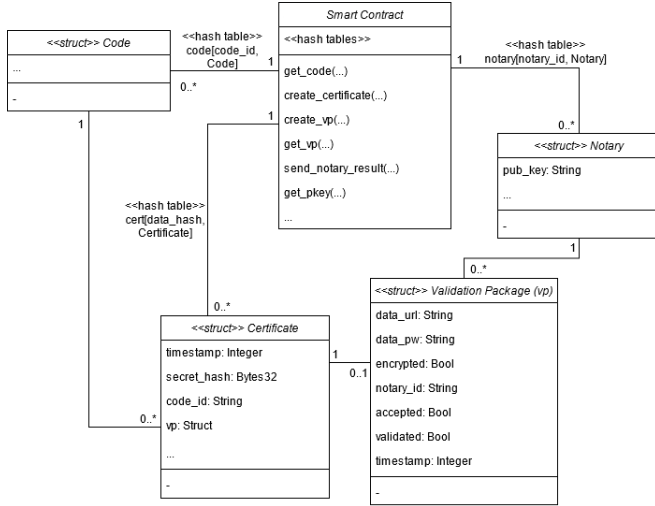 Smart Contract
<<hash tables>>
get_code(...)
create_certificate(...)
create_vp(...)
get_vp(...)
send_notary_result(...)
get_pkey(...)
...
<<struct>> Code
...
-
<<hash table>>
code[code_id,
Code]
1
0..*
<<hash table>>
notary[notary_id, Notary]
1
0..*
<<struct>> Notary
pub_key: String
...
-
1
0..*
1
<<hash table>>
cert[data_hash,
Certificate]
1
0..*
<<struct>> Certificate
timestamp: Integer
secret_hash: Bytes32
code_id: String
vp: Struct
...
-
0..*
1
0..1
<<struct>> Validation Package (vp)
data_url: String
data_pw: String
encrypted: Bool
notary_id: String
accepted: Bool
validated: Bool
timestamp: Integer
-